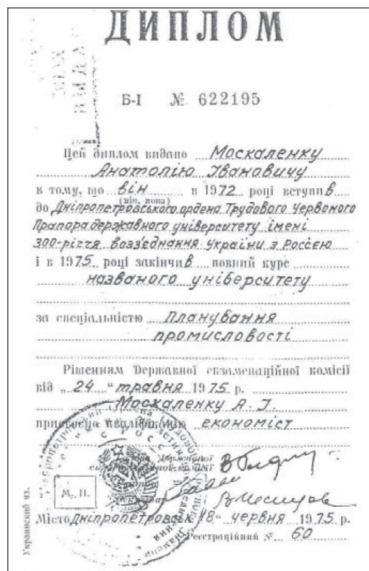 ДИПЛОМ
Б-I № 622195
Цей диплом видано Москаленку
Анатолію Івановичу
в тому, що він в 1972 році вступив
(він, вона)
до Дніпропетровського ордена Трудового Червоного
Прапора державного університету імені
300-річчя возз'єднання України з Россією
і в 1975 році закінчив повний курс
названого університету
за спеціальністю планування
промисловості
Рішенням Державної екзаменаційної комісії
від „24" травня 1975 р.
Москаленку А. І.
присвоєно кваліфікацію економіст
М. П.
Місто Дніпропетровськ 18 червня 1975 р.
Реєстраційний № 60
Украинский яз.